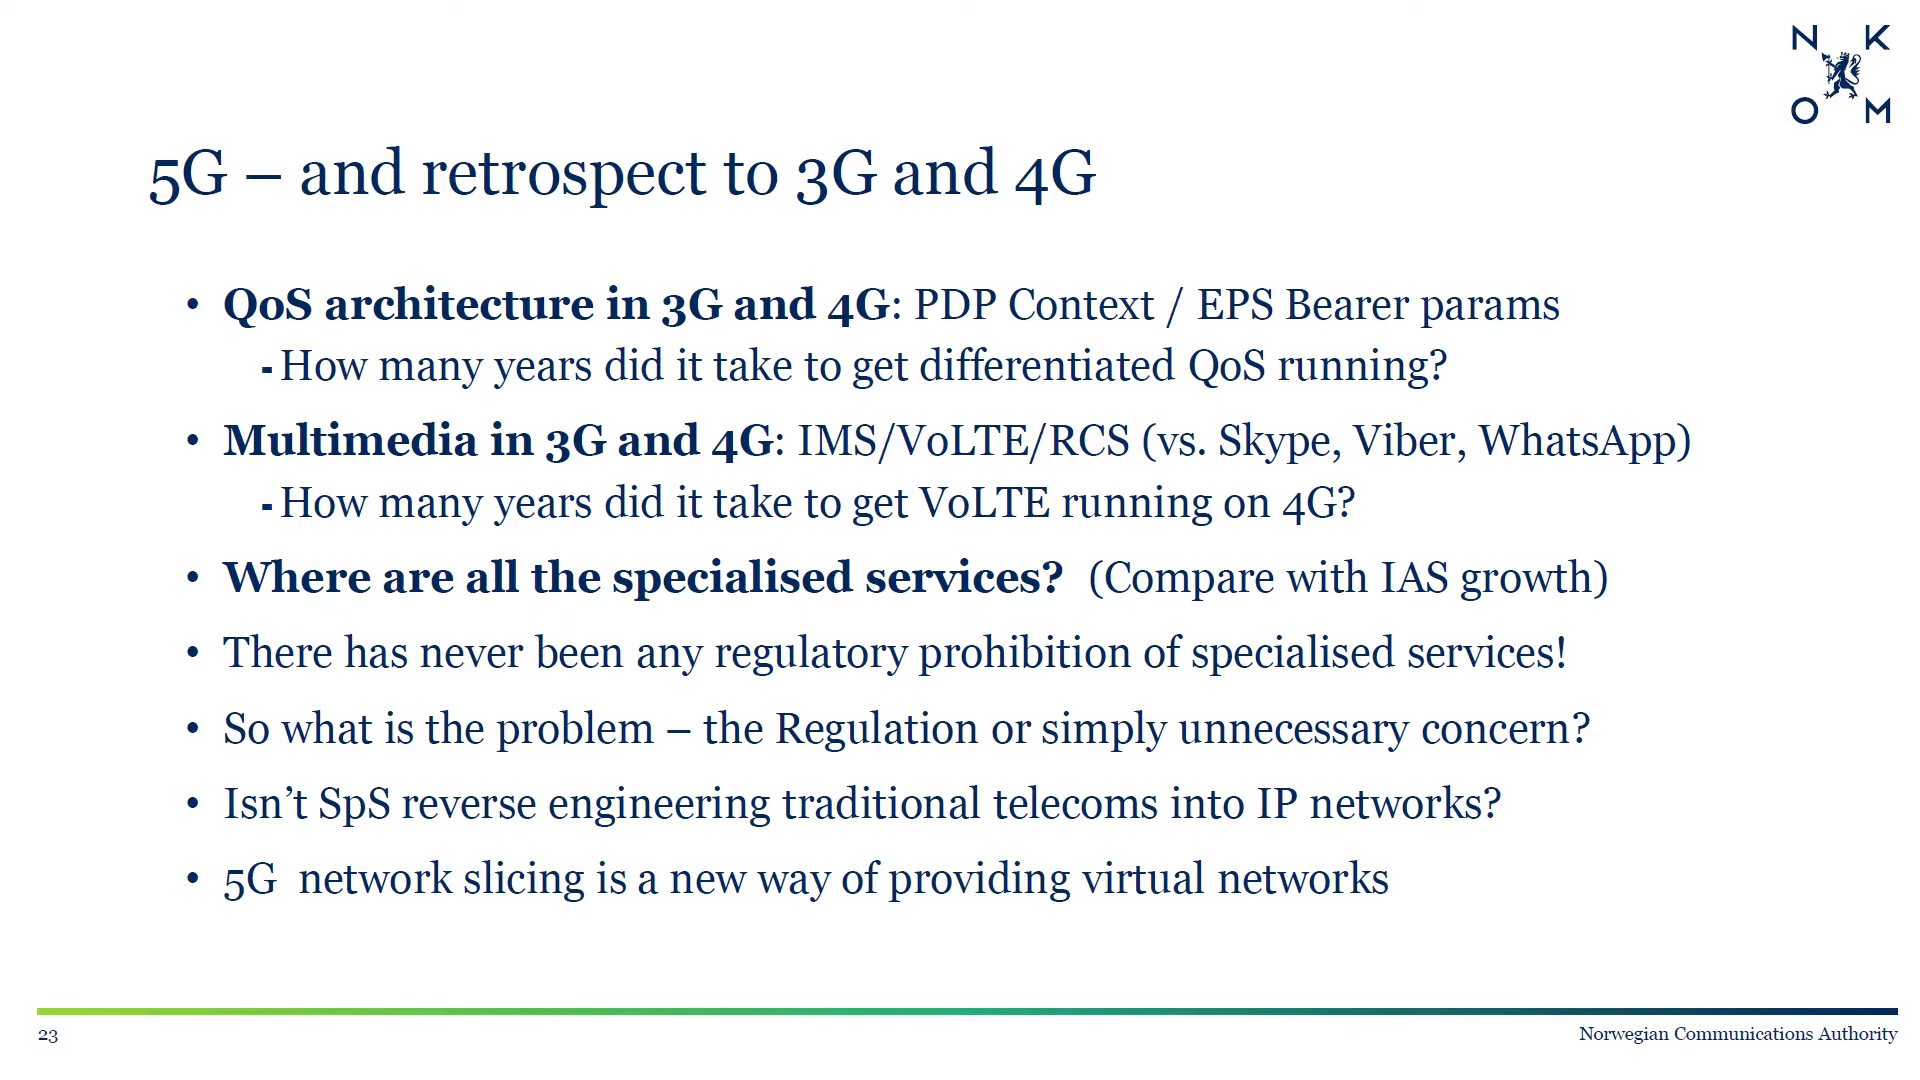 N K
O M
5G – and retrospect to 3G and 4G
• QoS architecture in 3G and 4G: PDP Context / EPS Bearer params
- How many years did it take to get differentiated QoS running?
• Multimedia in 3G and 4G: IMS/VoLTE/RCS (vs. Skype, Viber, WhatsApp)
- How many years did it take to get VoLTE running on 4G?
• Where are all the specialised services?  (Compare with IAS growth)
• There has never been any regulatory prohibition of specialised services!
• So what is the problem – the Regulation or simply unnecessary concern?
• Isn’t SpS reverse engineering traditional telecoms into IP networks?
• 5G  network slicing is a new way of providing virtual networks
23
Norwegian Communications Authority